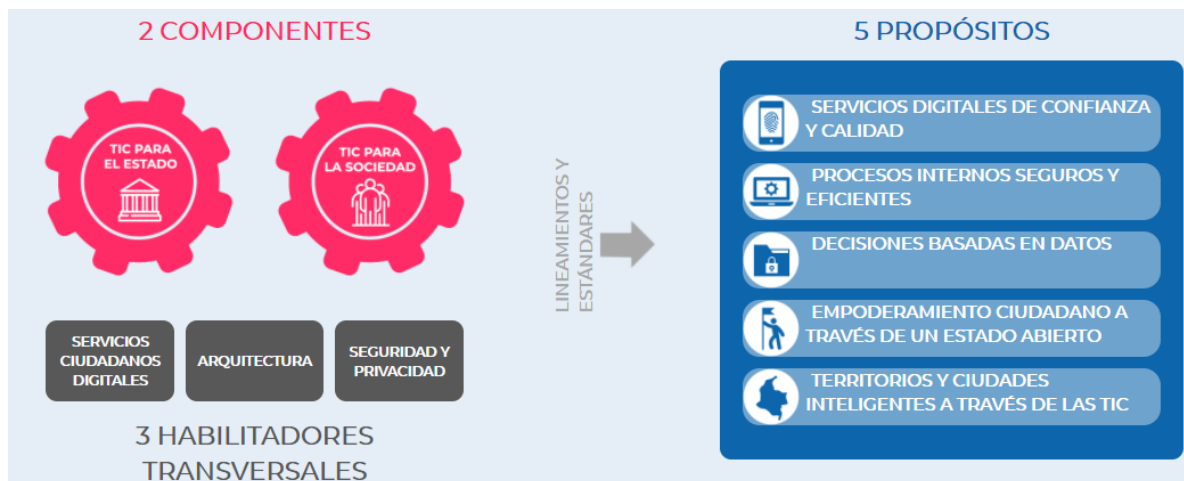 2 COMPONENTES
TIC PARA
EL ESTADO
TIC PARA
LA SOCIEDAD
SERVICIOS
CIUDADANOS
DIGITALES
ARQUITECTURA
SEGURIDAD Y
PRIVACIDAD
3 HABILITADORES
TRANSVERSALES
LINEAMIENTOS Y
ESTÁNDARES
5 PROPÓSITOS
SERVICIOS DIGITALES DE CONFIANZA
Y CALIDAD
PROCESOS INTERNOS SEGUROS Y
EFICIENTES
DECISIONES BASADAS EN DATOS
EMPODERAMIENTO CIUDADANO A
TRAVÉS DE UN ESTADO ABIERTO
TERRITORIOS Y CIUDADES
INTELIGENTES A TRAVÉS DE LAS TIC